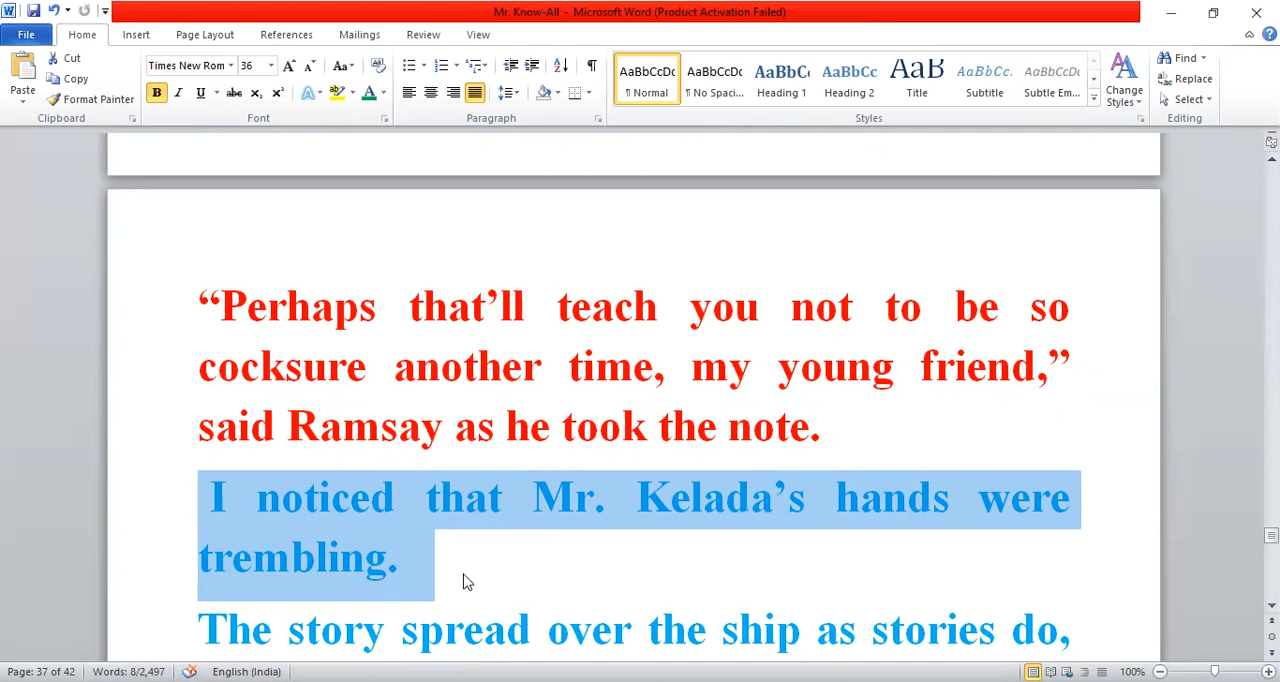 Mr. Know-All - Microsoft Word (Product Activation Failed)
File Home Insert Page Layout References Mailings Review View
Paste
Cut
Copy
Format Painter
Clipboard
Times New Rom 36
Font
Paragraph
AaBbCcDc AaBbCcDc AaBbC AaBbCc AaB AaBbCc. AaBbCcDc
¶ Normal ¶ No Spaci... Heading 1 Heading 2 Title Subtitle Subtle Em...
Styles
Change
Styles
Find
Replace
Select
Editing
“Perhaps that’ll teach you not to be so
cocksure another time, my young friend,”
said Ramsay as he took the note.
I noticed that Mr. Kelada’s hands were
trembling.
The story spread over the ship as stories do,
Page: 37 of 42 Words: 8/2,497 English (India) 100%